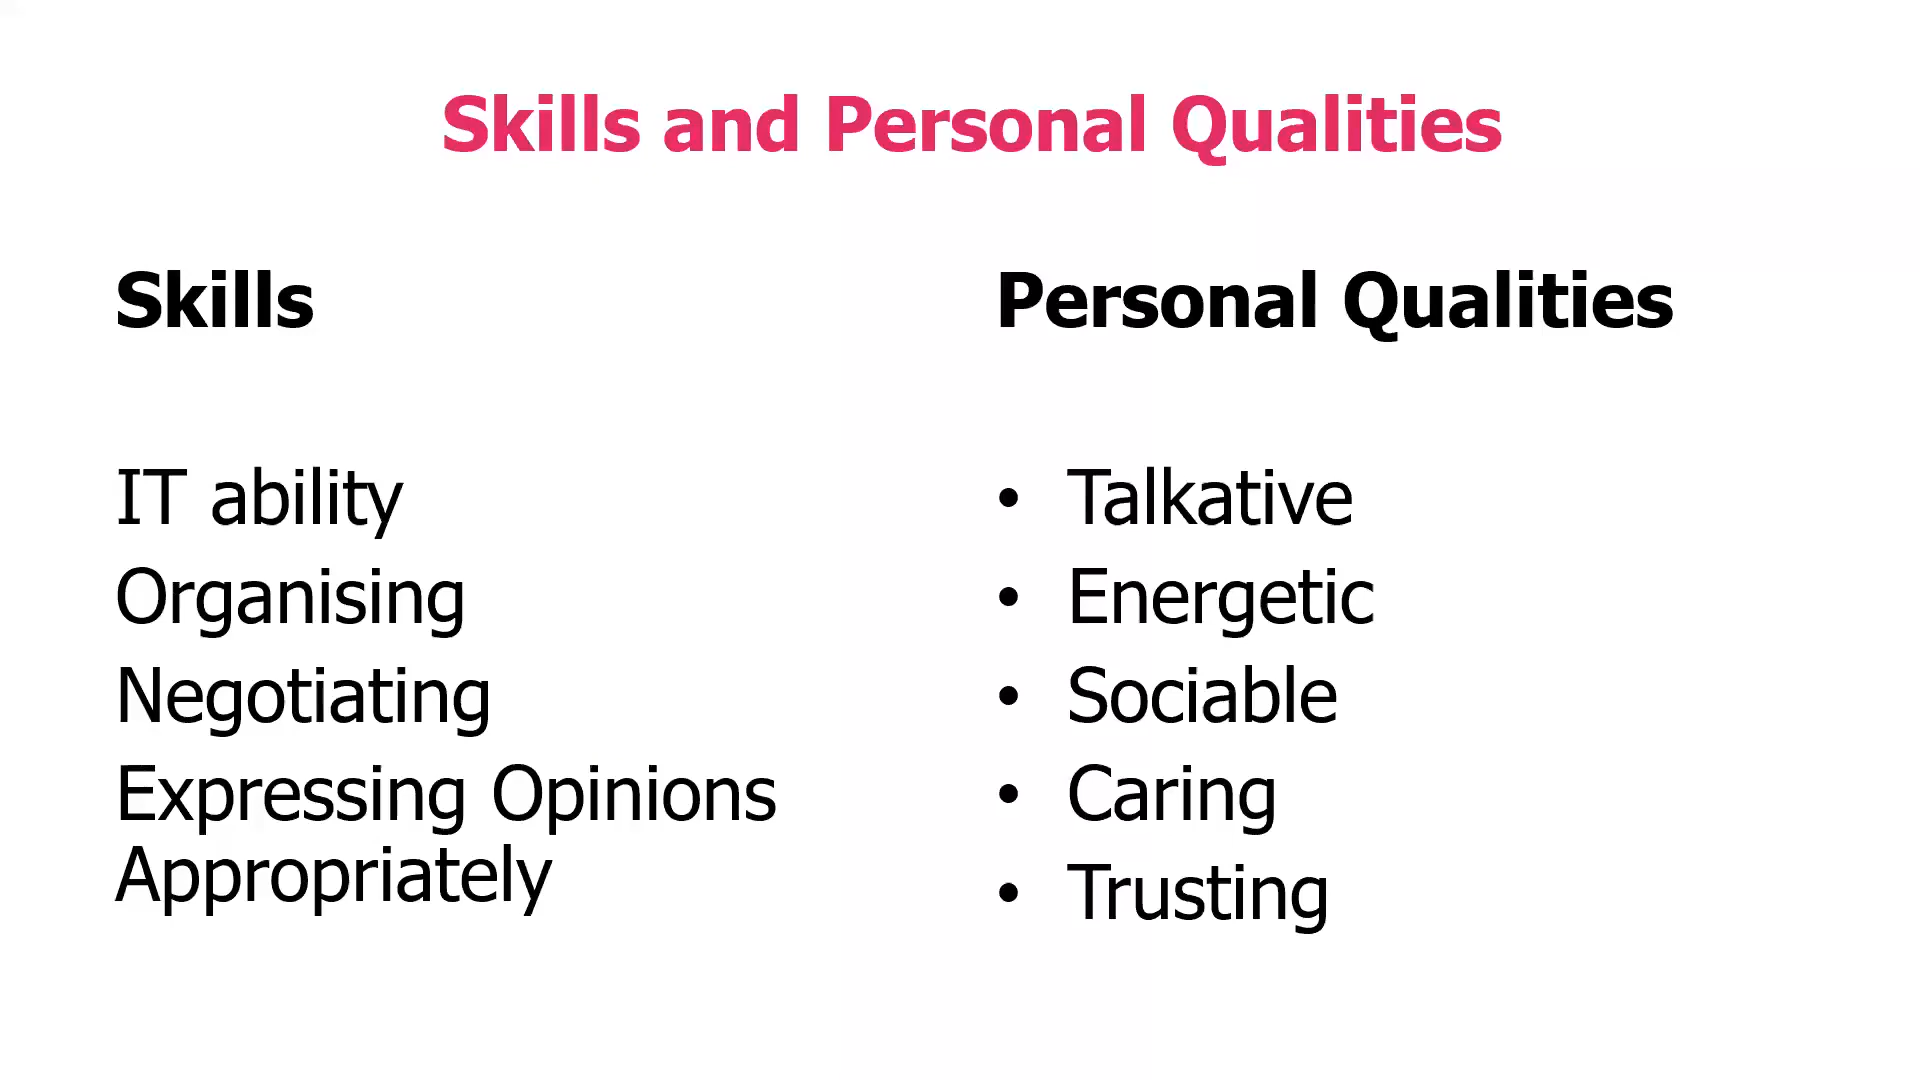 Skills and Personal Qualities
Skills
IT ability
Organising
Negotiating
Expressing Opinions
Appropriately
Personal Qualities
• Talkative
• Energetic
• Sociable
• Caring
• Trusting